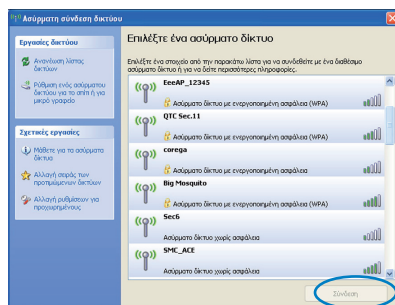 Ασύρματη σύνδεση δικτύου
Εργασίες δικτύου
Ανανέωση λίστας
δικτύων
Ρύθμιση ενός ασύρματου
δικτύου για το σπίτι ή για
μικρό γραφείο
Σχετικές εργασίες
Μάθετε για τα ασύρματα
δίκτυα
Αλλαγή σειράς των
προτιμώμενων δικτύων
Αλλαγή ρυθμίσεων για
προχωρημένους
Επιλέξτε ένα ασύρματο δίκτυο
Επιλέξτε ένα στοιχείο από την παρακάτω λίστα για να συνδεθείτε με ένα διαθέσιμο
ασύρματο δίκτυο ή για να δείτε περισσότερες πληροφορίες.
EeeAP_12345
Ασύρματο δίκτυο με ενεργοποιημένη ασφάλεια (WPA)
QTC Sec.11
Ασύρματο δίκτυο με ενεργοποιημένη ασφάλεια (WPA)
corega
Ασύρματο δίκτυο με ενεργοποιημένη ασφάλεια
Big Mosquito
Ασύρματο δίκτυο με ενεργοποιημένη ασφάλεια (WPA)
Sec6
Ασύρματο δίκτυο χωρίς ασφάλεια
SMC_ACE
Ασύρματο δίκτυο χωρίς ασφάλεια
Σύνδεση